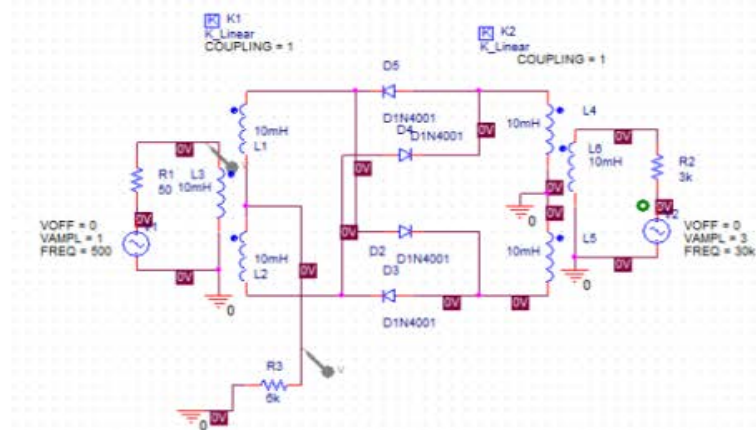 K K1
K_Linear
COUPLING = 1
K K2
K_Linear
COUPLING = 1
D5
D1N4001
D4
D1N4001
10mH
L1
10mH
L4
L6
10mH
0V
R1
50
L3
10mH
0V
R2
3k
0V
0V
VOFF = 0
VAMPL = 1
FREQ = 500
0V
0V
0
0V
VOFF = 0
VAMPL = 3
FREQ = 30k
10mH
L2
D2
D1N4001
D3
D1N4001
0V
0V
0V
10mH
L5
0V
0
0V
0
R3
6k
0
0V
V